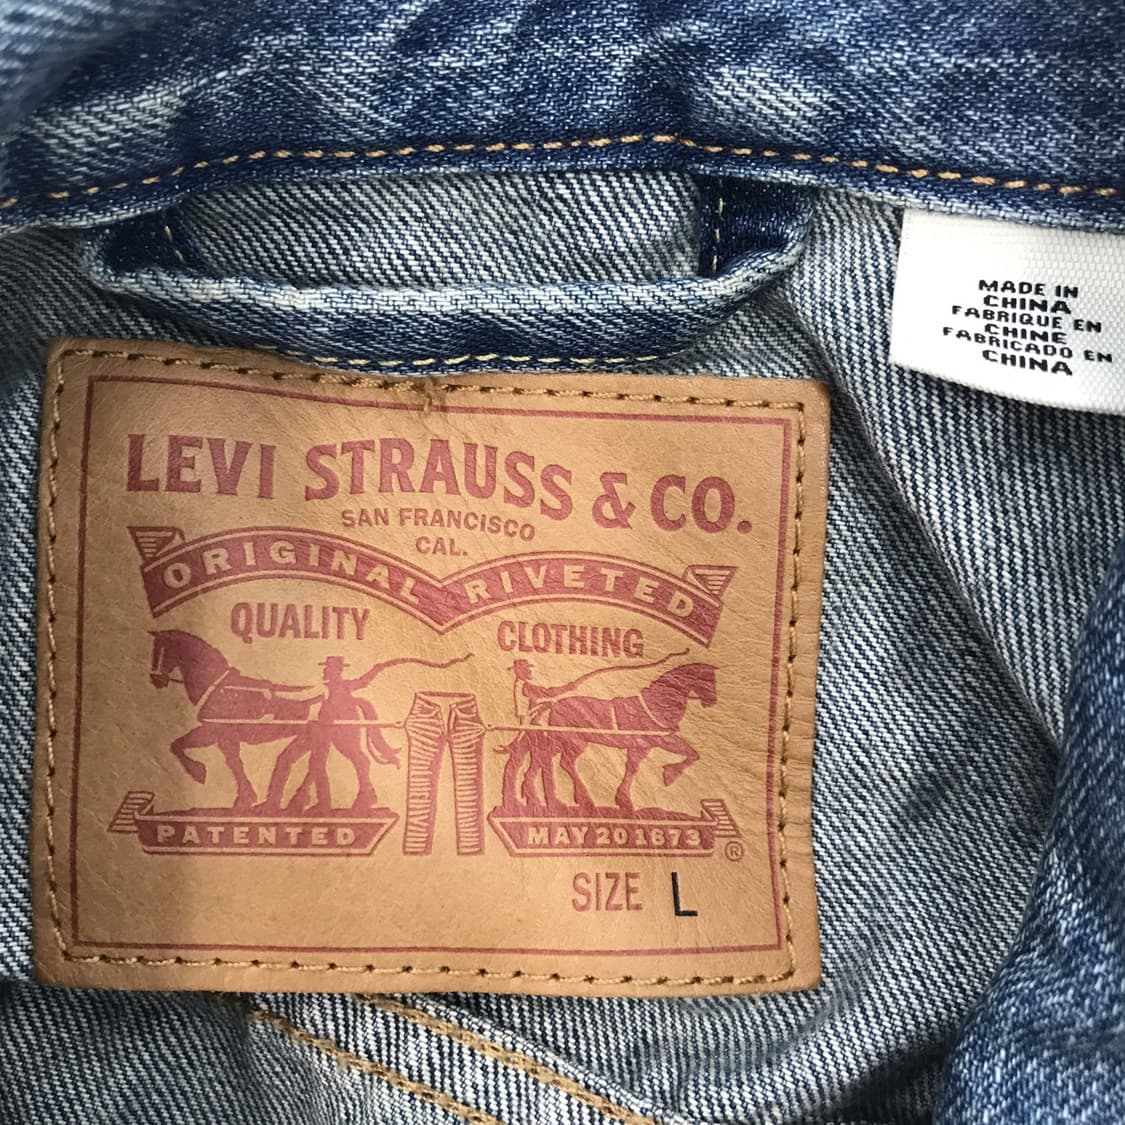 LEVI STRAUSS & CO.
SAN FRANCISCO
CAL.
ORIGINAL RIVETED
QUALITY CLOTHING
PATENTED MAY 20 1873
®
SIZE L
MADE IN
CHINA
FABRIQUE EN
CHINE
FABRICADO EN
CHINA